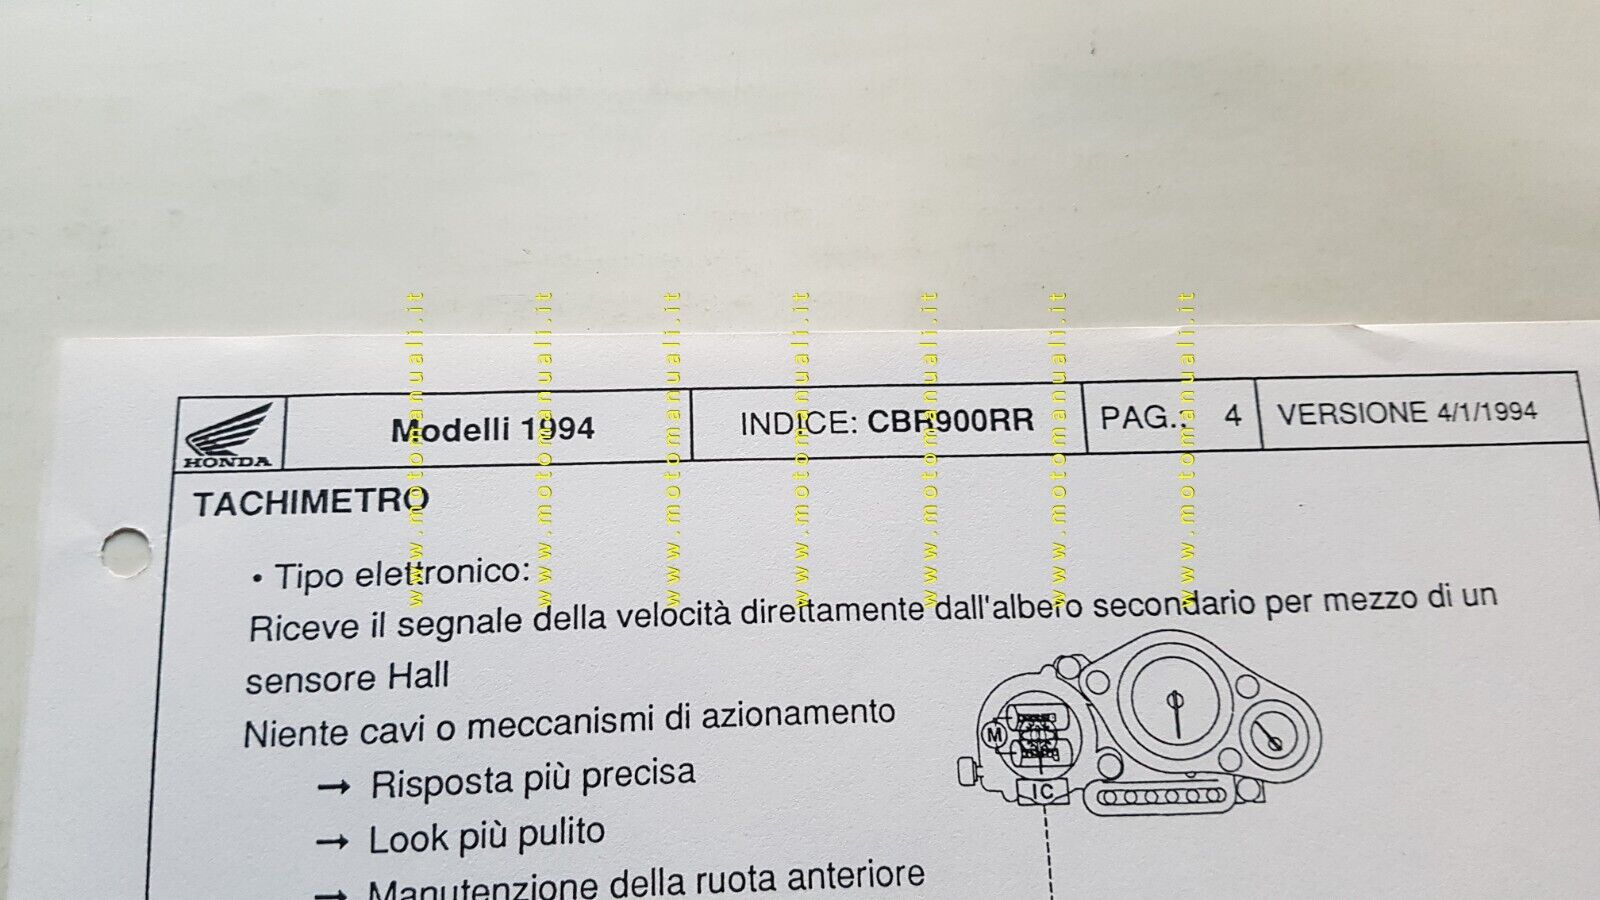 HONDA
Modelli 1994
INDICE: CBR900RR
PAG.: 4
VERSIONE 4/1/1994
TACHIMETRO
• Tipo elettronico:
Riceve il segnale della velocità direttamente dall'albero secondario per mezzo di un
sensore Hall
Niente cavi o meccanismi di azionamento
→ Risposta più precisa
→ Look più pulito
→ Manutenzione della ruota anteriore
M
IC
www.motomanuali.it
www.motomanuali.it
www.motomanuali.it
www.motomanuali.it
www.motomanuali.it
www.motomanuali.it
www.motomanuali.it